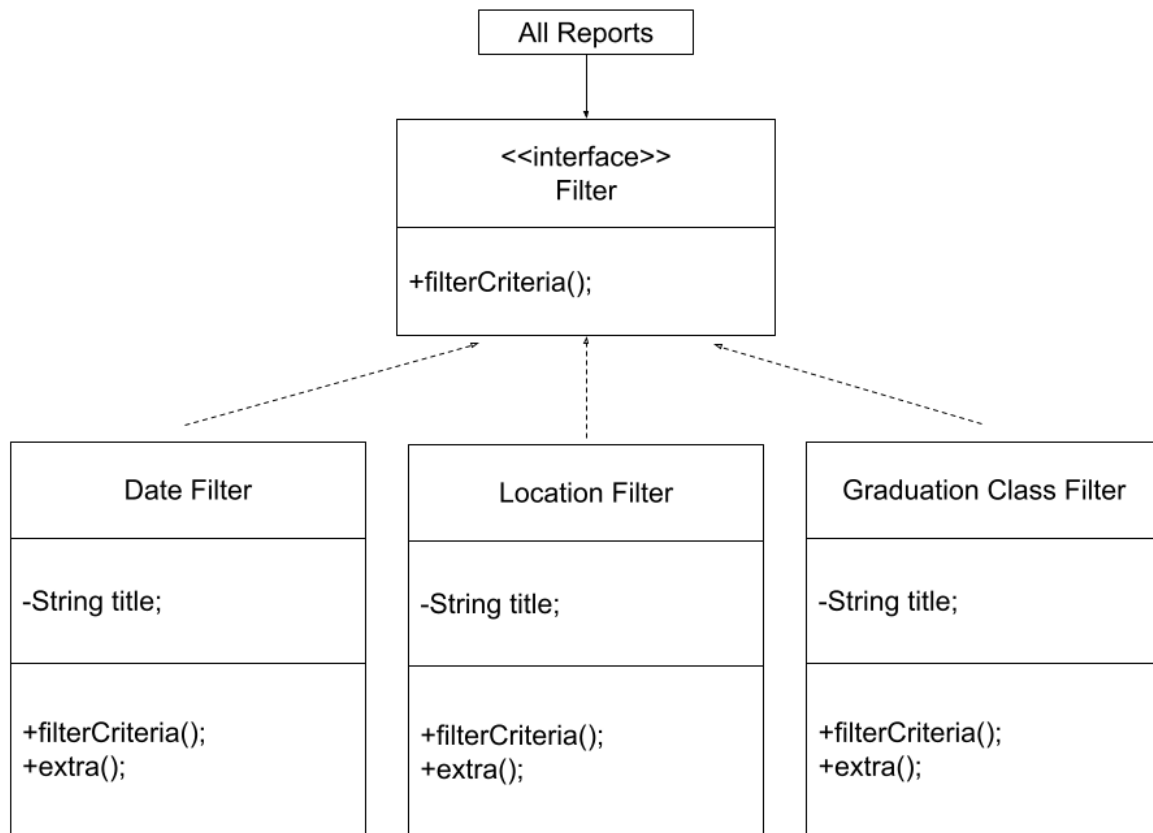 All Reports
<<interface>>
Filter
+filterCriteria();
Date Filter
-String title;
+filterCriteria();
+extra();
Location Filter
-String title;
+filterCriteria();
+extra();
Graduation Class Filter
-String title;
+filterCriteria();
+extra();